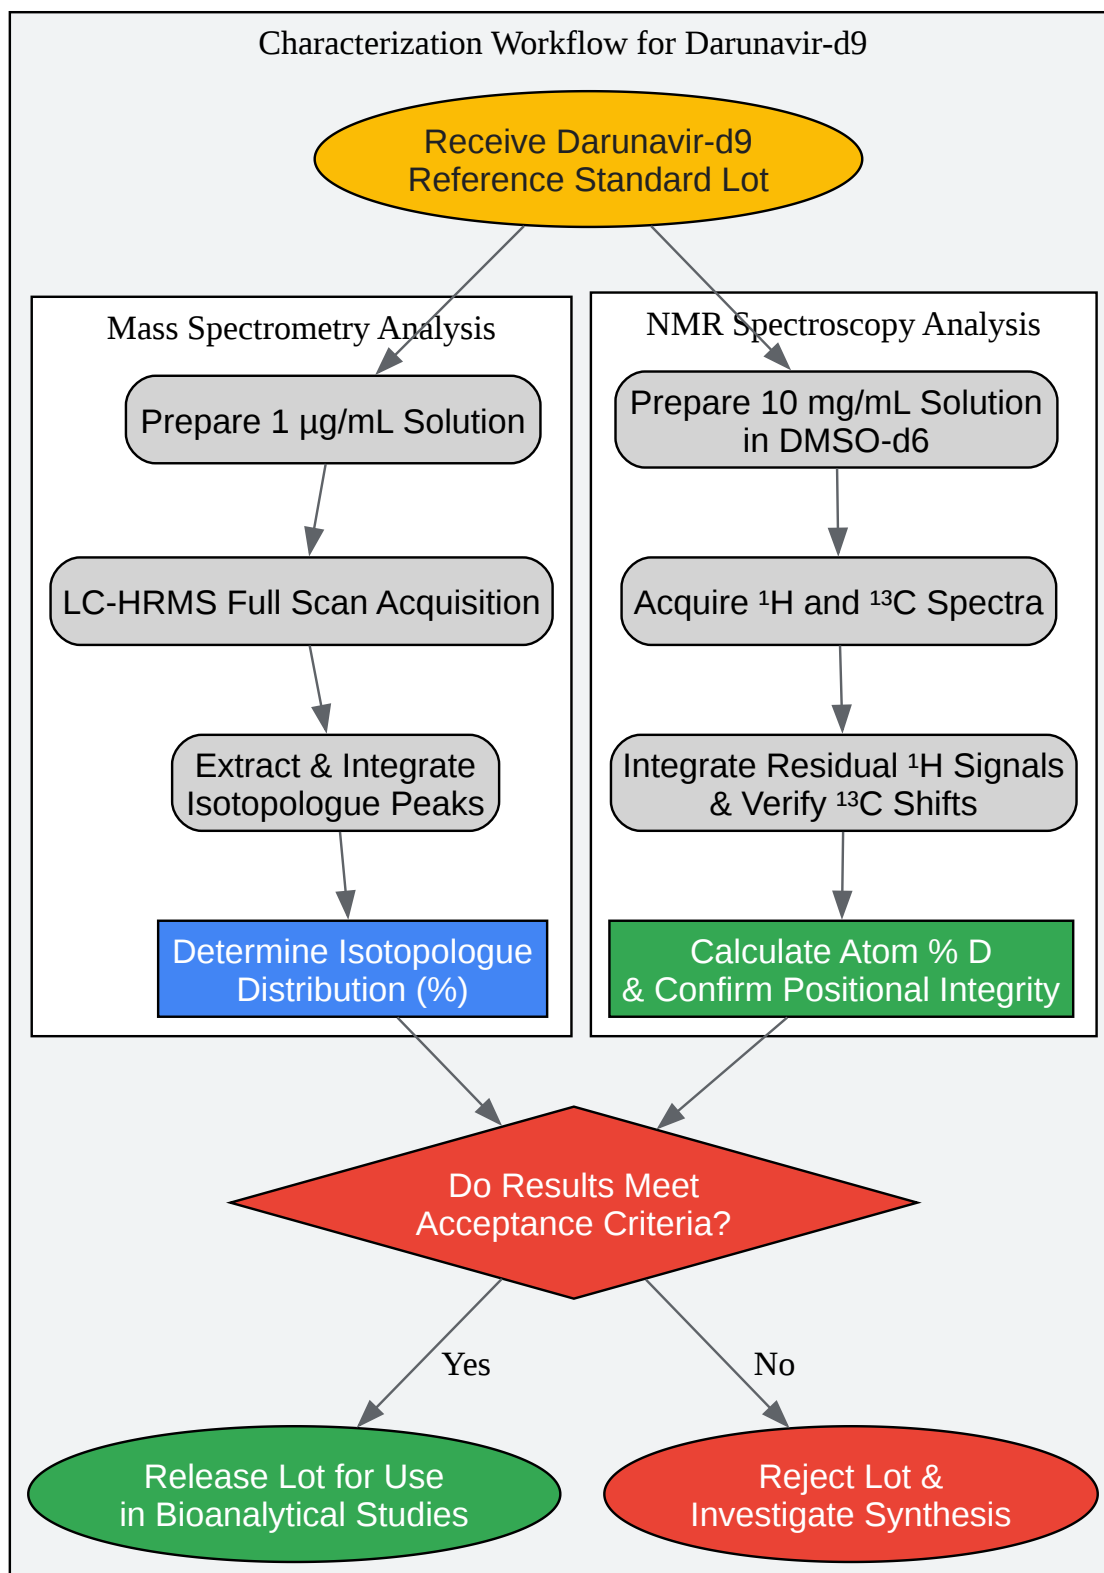 Characterization Workflow for Darunavir-d9
Receive Darunavir-d9
Reference Standard Lot
Mass Spectrometry Analysis
Prepare 1 µg/mL Solution
LC-HRMS Full Scan Acquisition
Extract & Integrate
Isotopologue Peaks
Determine Isotopologue
Distribution (%)
NMR Spectroscopy Analysis
Prepare 10 mg/mL Solution
in DMSO-d6
Acquire ¹H and ¹³C Spectra
Integrate Residual ¹H Signals
& Verify ¹³C Shifts
Calculate Atom % D
& Confirm Positional Integrity
Do Results Meet
Acceptance Criteria?
Yes
No
Release Lot for Use
in Bioanalytical Studies
Reject Lot &
Investigate Synthesis